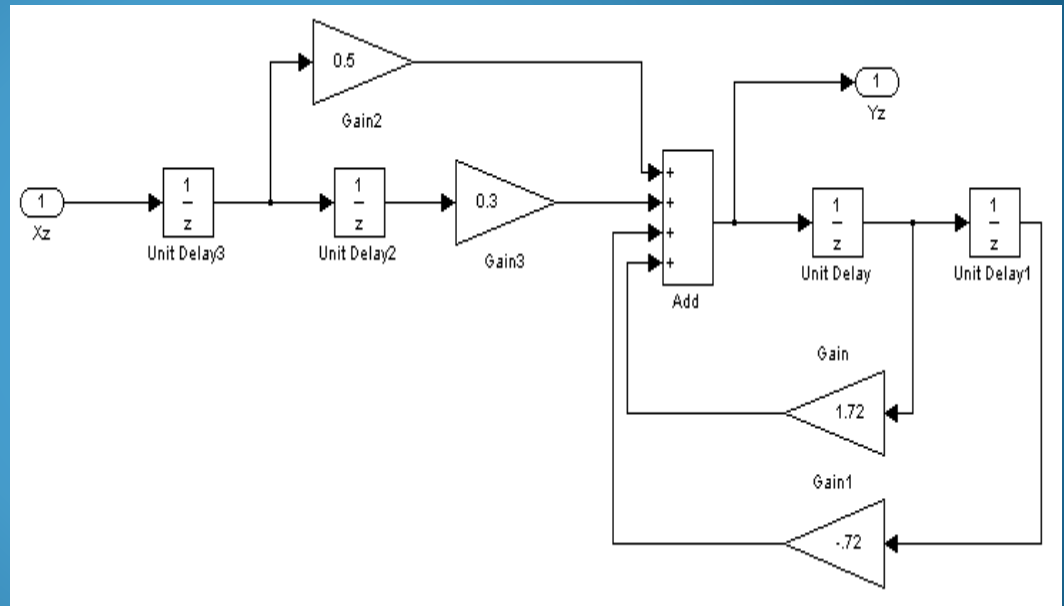 0.5
Gain2
1
Yz
1
Xz
1
z
Unit Delay3
1
z
Unit Delay2
0.3
Gain3
+
+
+
+
Add
1
z
Unit Delay
1
z
Unit Delay1
Gain
1.72
Gain1
-.72